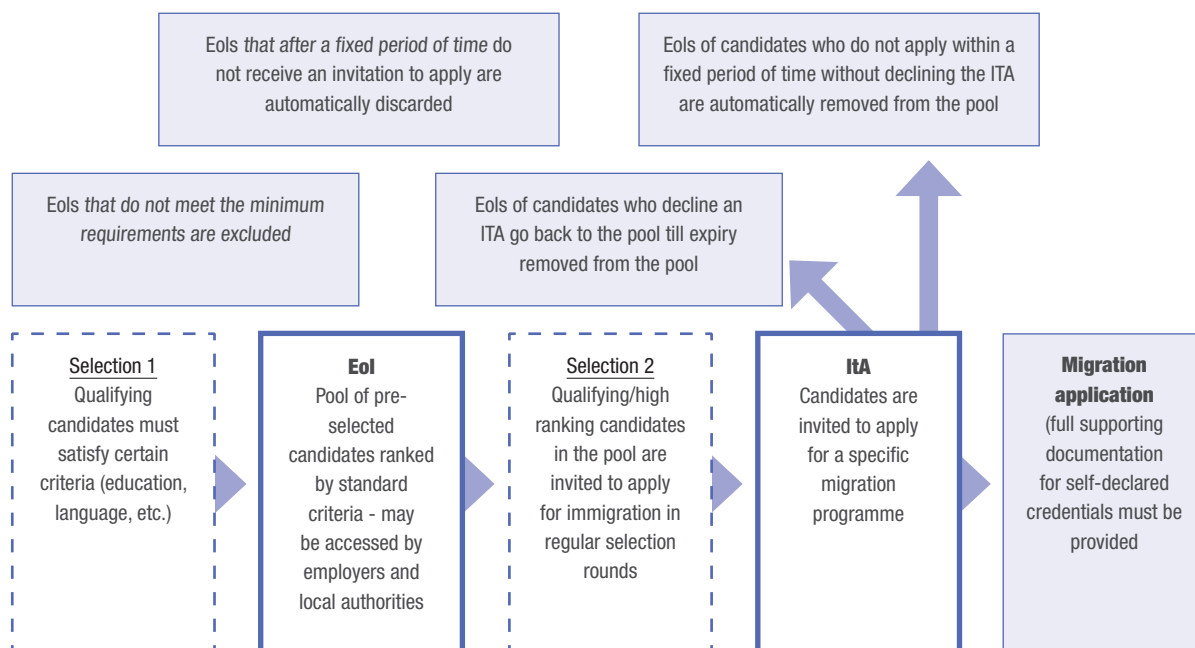 EoIs that after a fixed period of time do
not receive an invitation to apply are
automatically discarded
EoIs of candidates who do not apply within a
fixed period of time without declining the ITA
are automatically removed from the pool
EoIs that do not meet the minimum
requirements are excluded
EoIs of candidates who decline an
ITA go back to the pool till expiry
removed from the pool
Selection 1
Qualifying
candidates must
satisfy certain
criteria (education,
language, etc.)
EoI
Pool of pre-
selected
candidates ranked
by standard
criteria - may
be accessed by
employers and
local authorities
Selection 2
Qualifying/high
ranking candidates
in the pool are
invited to apply
for immigration in
regular selection
rounds
ItA
Candidates are
invited to apply
for a specific
migration
programme
Migration
application
(full supporting
documentation
for self-declared
credentials must be
provided